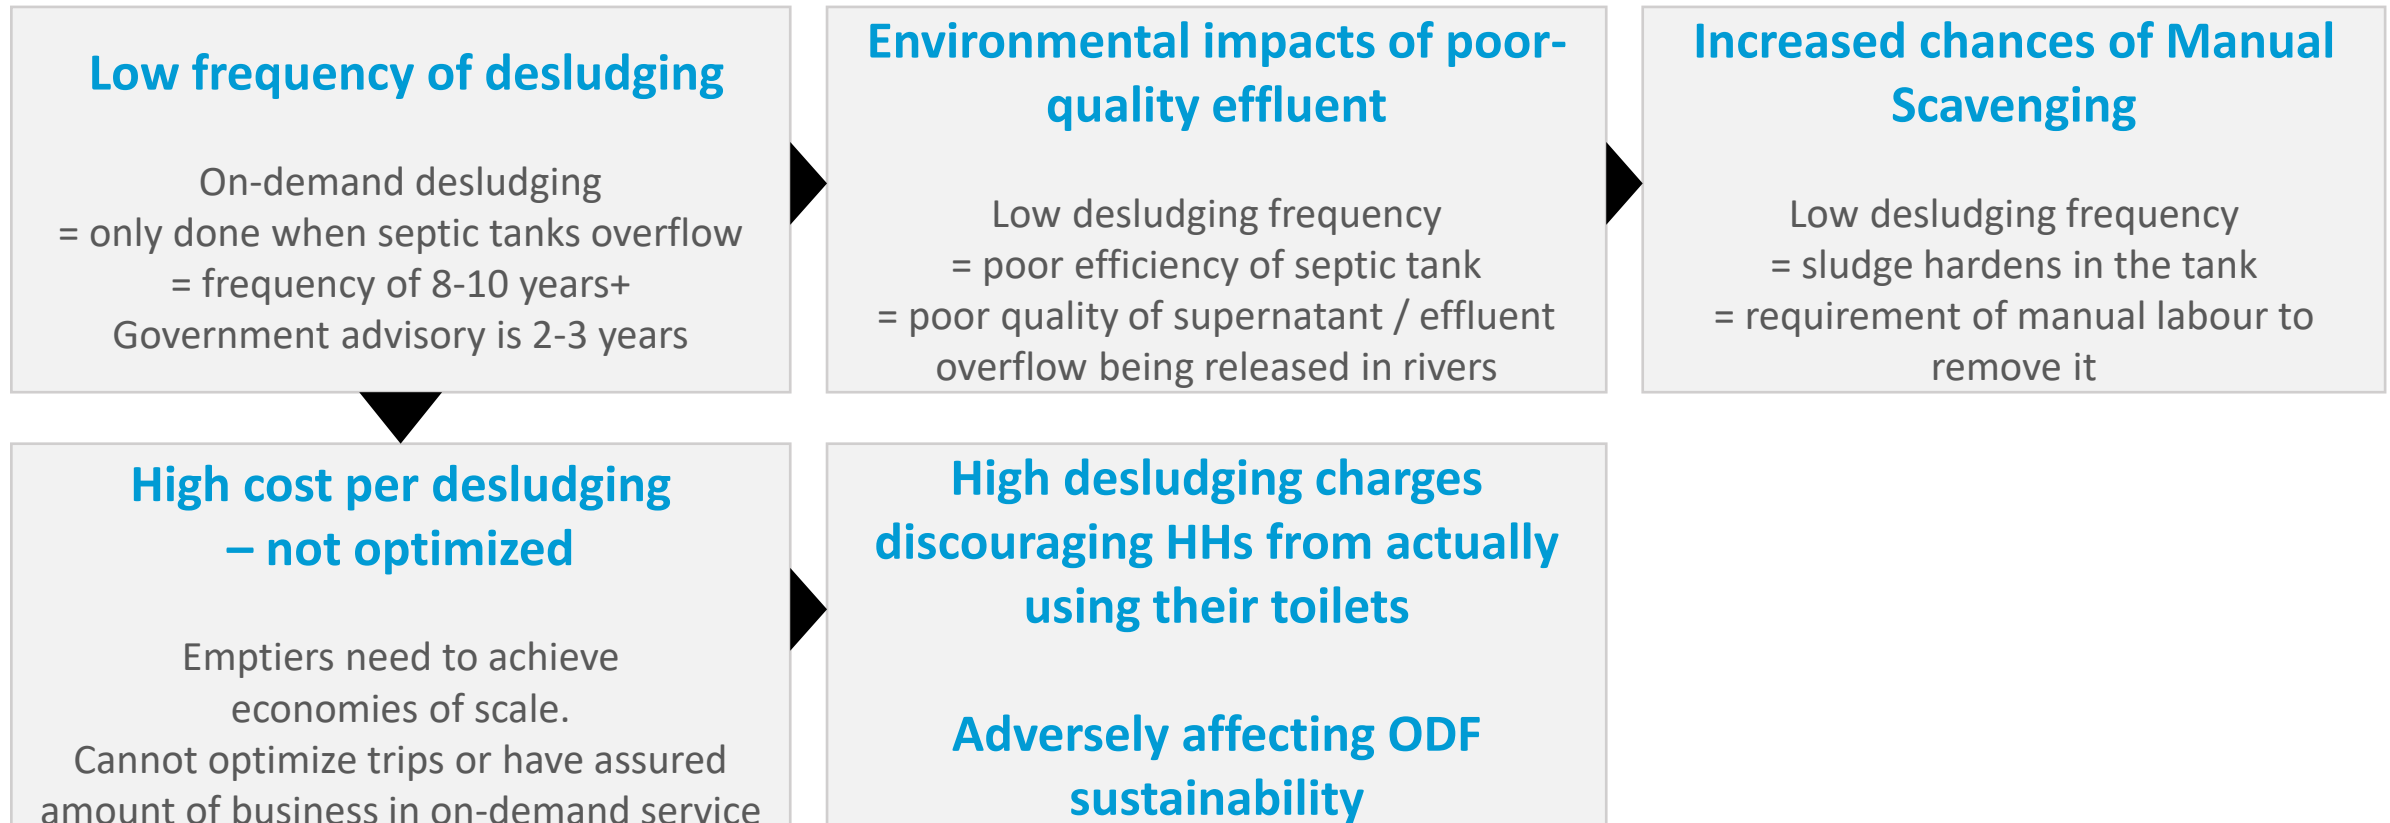 Low frequency of desludging
On-demand desludging
= only done when septic tanks overflow
= frequency of 8-10 years+
Government advisory is 2-3 years
Environmental impacts of poor-
quality effluent
Low desludging frequency
= poor efficiency of septic tank
= poor quality of supernatant / effluent
overflow being released in rivers
Increased chances of Manual
Scavenging
Low desludging frequency
= sludge hardens in the tank
= requirement of manual labour to
remove it
High cost per desludging
– not optimized
Emptiers need to achieve
economies of scale.
Cannot optimize trips or have assured
amount of business in on-demand service
High desludging charges
discouraging HHs from actually
using their toilets
Adversely affecting ODF
sustainability